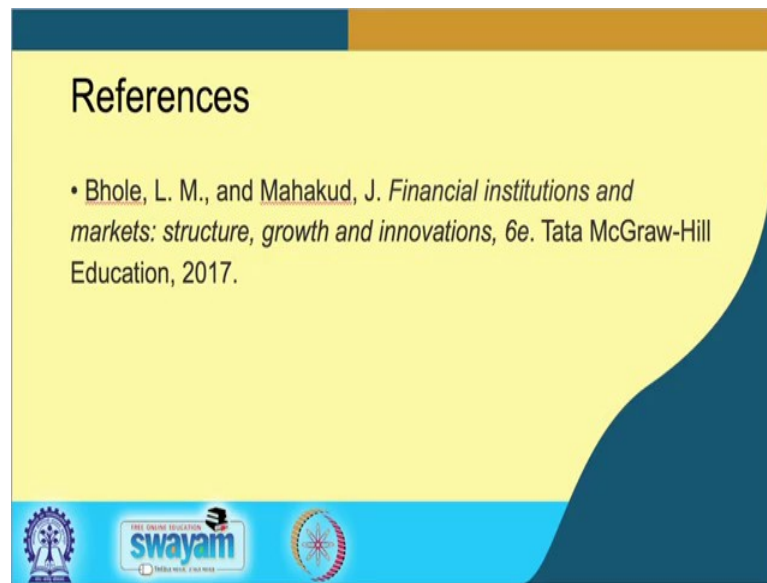 References
• Bhole, L. M., and Mahakud, J. Financial institutions and
markets: structure, growth and innovations, 6e. Tata McGraw-Hill
Education, 2017.
FREE ONLINE EDUCATION
swayam